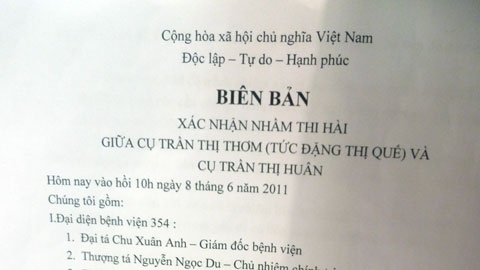 Cộng hòa xã hội chủ nghĩa Việt Nam
Độc lập – Tự do – Hạnh phúc
BIÊN BẢN
XÁC NHẬN NHẦM THI HÀI
GIỮA CỤ TRẦN THỊ THƠM (TỨC ĐẶNG THỊ QUÉ) VÀ
CỤ TRẦN THỊ HUÂN
Hôm nay vào hồi 10h ngày 8 tháng 6 năm 2011
Chúng tôi gồm:
1.Đại diện bệnh viện 354 :
1. Đại tá Chu Xuân Anh – Giám đốc bệnh viện
2. Thượng tá Nguyễn Ngọc Du – Chủ nhiệm chính